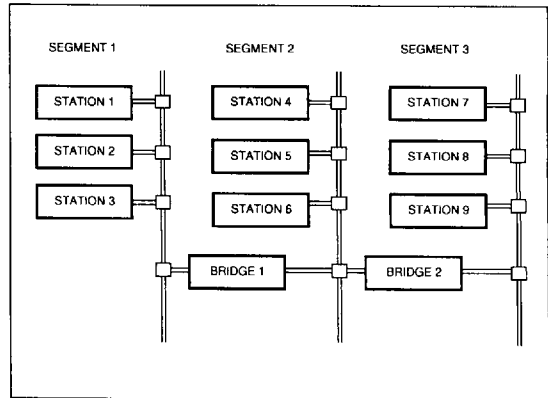 SEGMENT 1
SEGMENT 2
SEGMENT 3
STATION 1
STATION 4
STATION 7
STATION 2
STATION 5
STATION 8
STATION 3
STATION 6
STATION 9
BRIDGE 1
BRIDGE 2